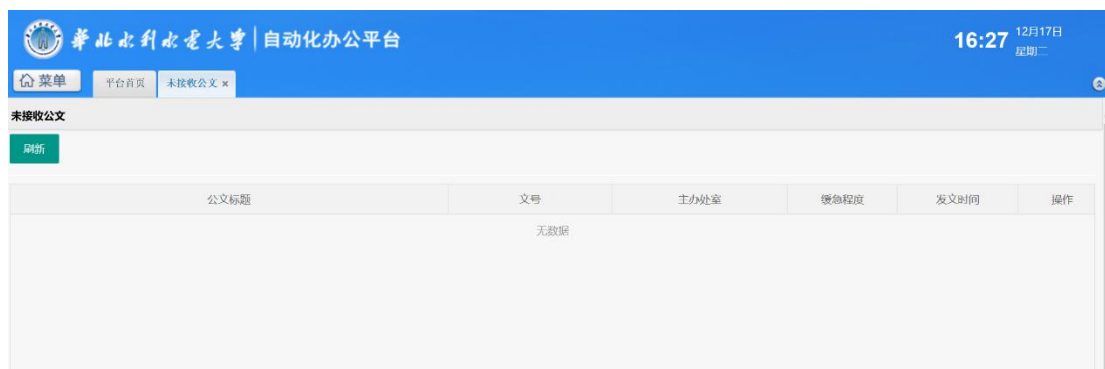 华北水利水电大学|自动化办公平台
16:27 12月17日
星期二
菜单 平台首页 未接收公文 ×
未接收公文
刷新
公文标题 文号 主办处室 缓急程度 发文时间 操作
无数据